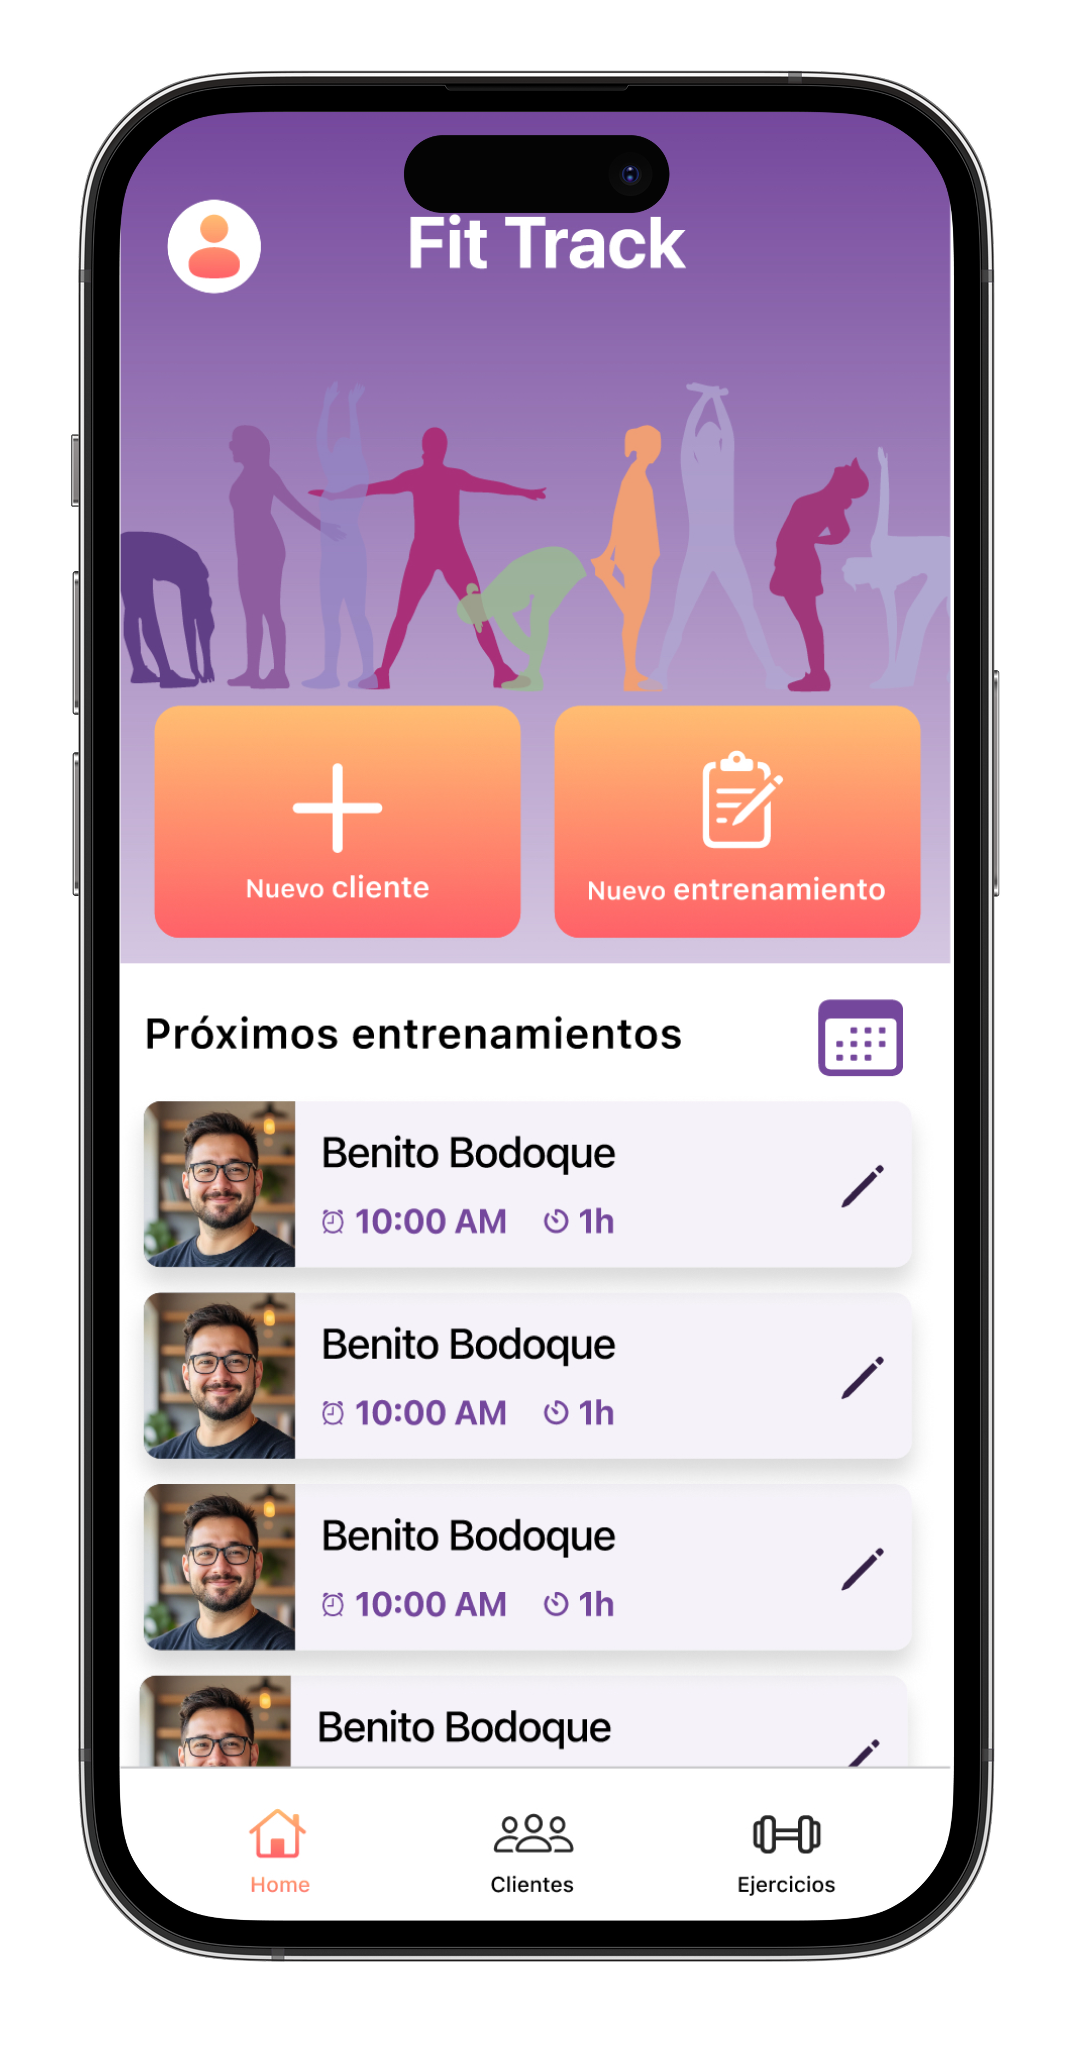 Fit Track
Nuevo cliente
Nuevo entrenamiento
Próximos entrenamientos
Benito Bodoque
10:00 AM 1h
Benito Bodoque
10:00 AM 1h
Benito Bodoque
10:00 AM 1h
Benito Bodoque
Home
Clientes
Ejercicios